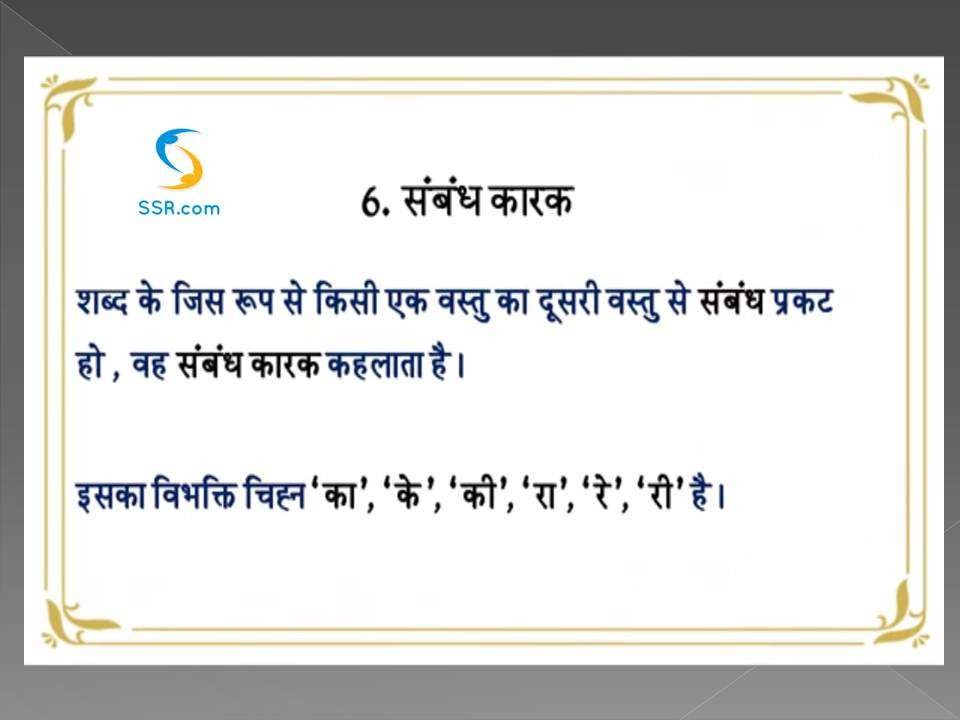 SSR.com
6. संबंध कारक
शब्द के जिस रूप से किसी एक वस्तु का दूसरी वस्तु से संबंध प्रकट
हो , वह संबंध कारक कहलाता है।
इसका विभक्ति चिह्न ‘का’, ‘के ’, ‘की’, ‘रा’, ‘रे’, ‘री’ है।